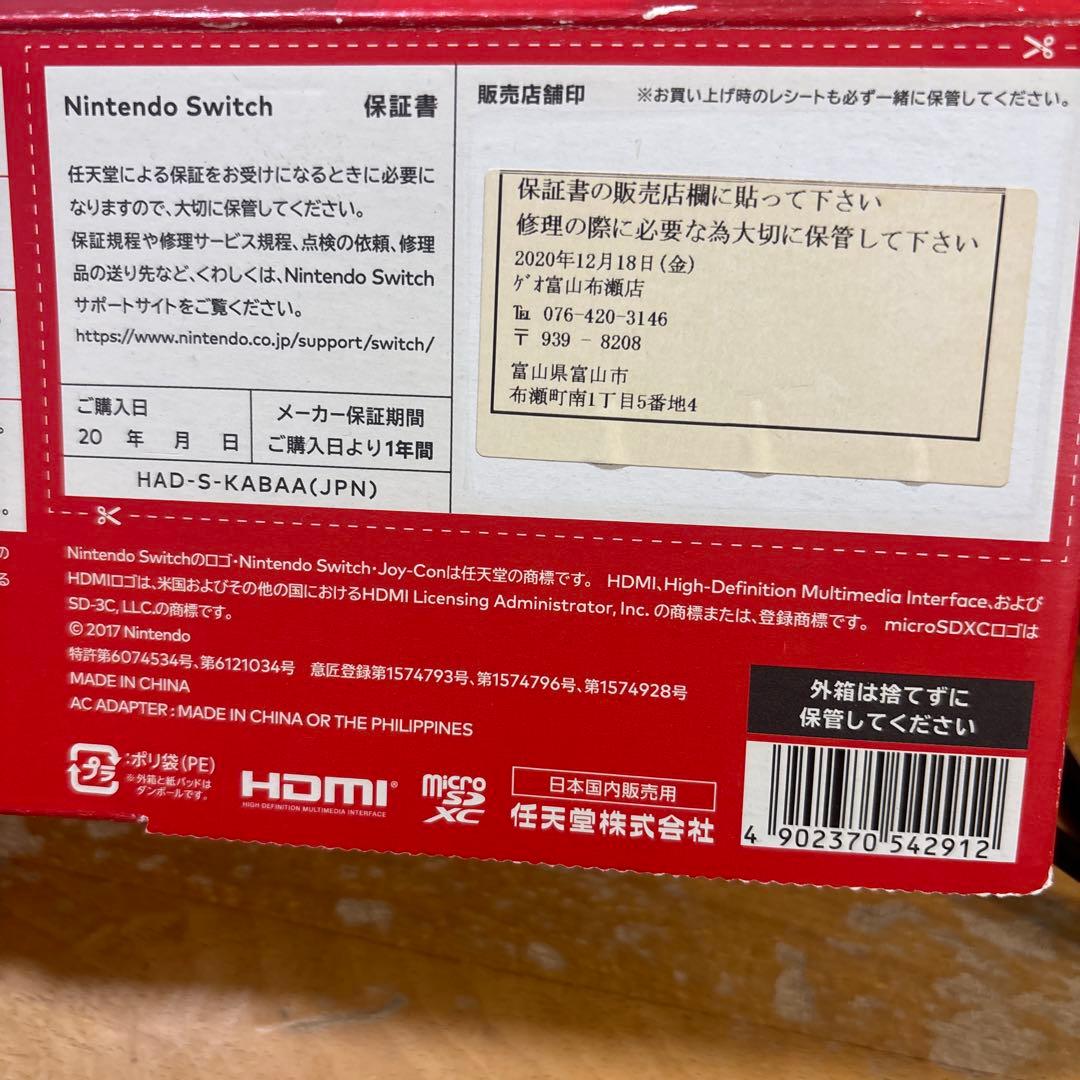 Nintendo Switch 保証書
任天堂による保証をお受けになるときに必要に
なりますので、大切に保管してください。
保証規程や修理サービス規程、点検の依頼、修理
品の送り先など、くわしくは、Nintendo Switch
サポートサイトをご覧ください。
https://www.nintendo.co.jp/support/switch/
ご購入日
20 年 月 日
メーカー保証期間
ご購入日より1年間
HAD-S-KABAA(JPN)
販売店舗印 ※お買い上げ時のレシートも必ず一緒に保管してください。
保証書の販売店欄に貼って下さい
修理の際に必要な為大切に保管して下さい
2020年12月18日(金)
ｹﾞｵ富山布瀬店
℡ 076-420-3146
〒 939 - 8208
富山県富山市
布瀬町南1丁目5番地4
Nintendo Switchのロゴ・Nintendo Switch・Joy-Conは任天堂の商標です。 HDMI、High-Definition Multimedia Interface、および
HDMIロゴは、米国およびその他の国におけるHDMI Licensing Administrator, Inc. の商標または、登録商標です。 microSDXCロゴは
SD-3C, LLC.の商標です。
© 2017 Nintendo
特許第6074534号、第6121034号 意匠登録第1574793号、第1574796号、第1574928号
MADE IN CHINA
AC ADAPTER : MADE IN CHINA OR THE PHILIPPINES
プラ
:ポリ袋(PE)
※外箱と紙パッドは
ダンボールです。
HDMI®
HIGH-DEFINITION MULTIMEDIA INTERFACE
micro
SD
XC
日本国内販売用
任天堂株式会社
外箱は捨てずに
保管してください
4 902370 542912